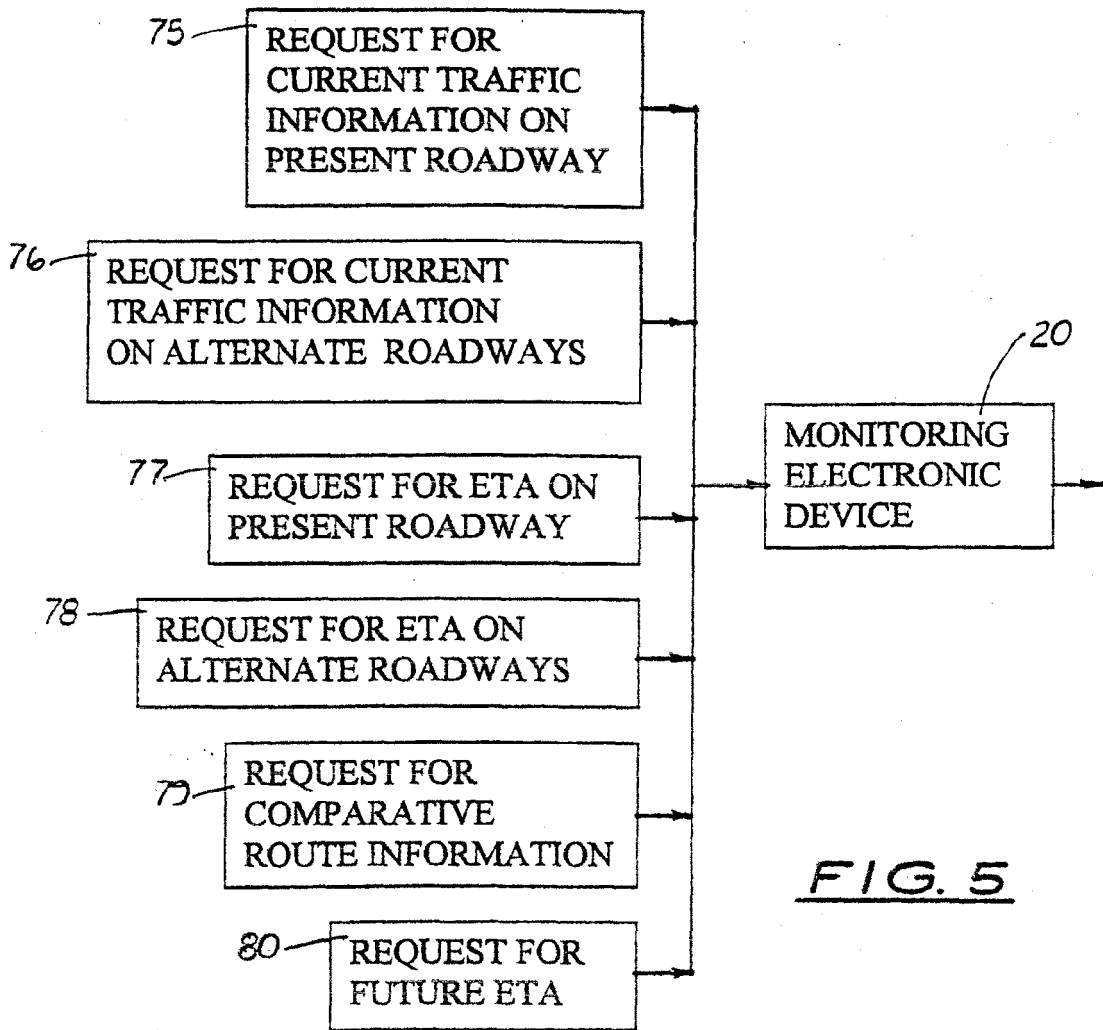 75
REQUEST FOR
CURRENT TRAFFIC
INFORMATION ON
PRESENT ROADWAY
76
REQUEST FOR CURRENT
TRAFFIC INFORMATION
ON ALTERNATE ROADWAYS
77
REQUEST FOR ETA ON
PRESENT ROADWAY
78
REQUEST FOR ETA ON
ALTERNATE ROADWAYS
79
REQUEST FOR
COMPARATIVE
ROUTE INFORMATION
80
REQUEST FOR
FUTURE ETA
20
MONITORING
ELECTRONIC
DEVICE
FIG. 5